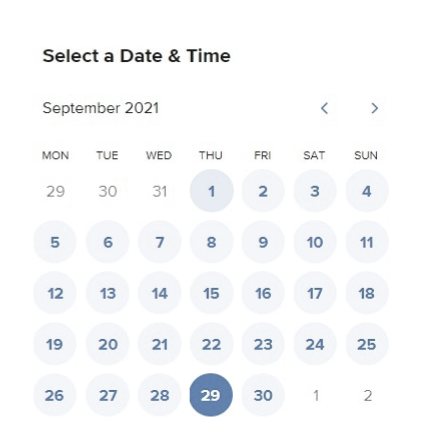 Select a Date & Time
September 2021
MON TUE WED THU FRI SAT SUN
29 30 31 1 2 3 4
5 6 7 8 9 10 11
12 13 14 15 16 17 18
19 20 21 22 23 24 25
26 27 28 29 30 1 2